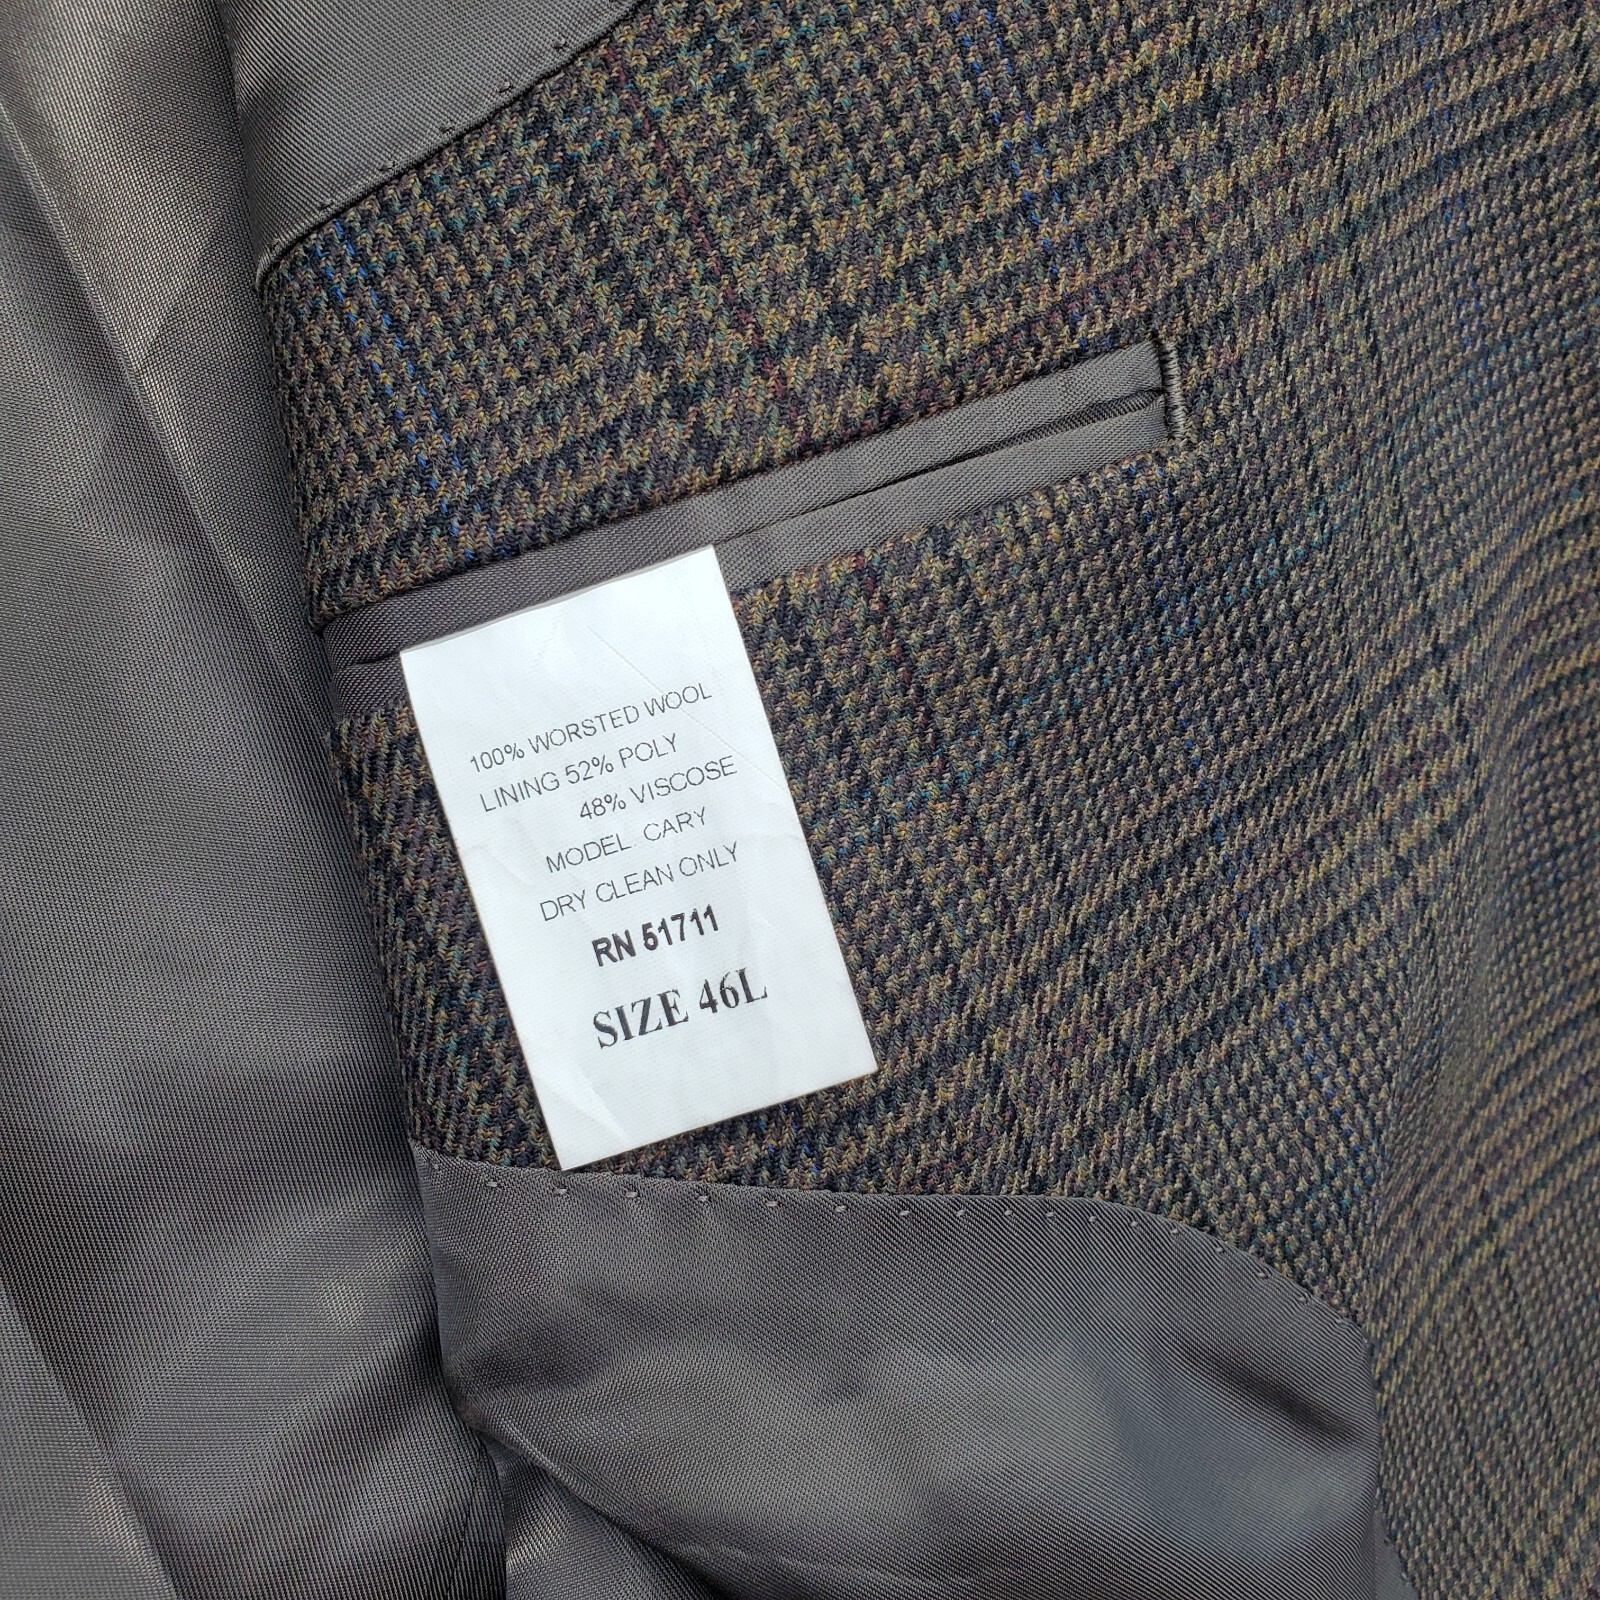 100% WORSTED WOOL
LINING 52% POLY
48% VISCOSE
MODEL: CARY
DRY CLEAN ONLY
RN 51711
SIZE 46L